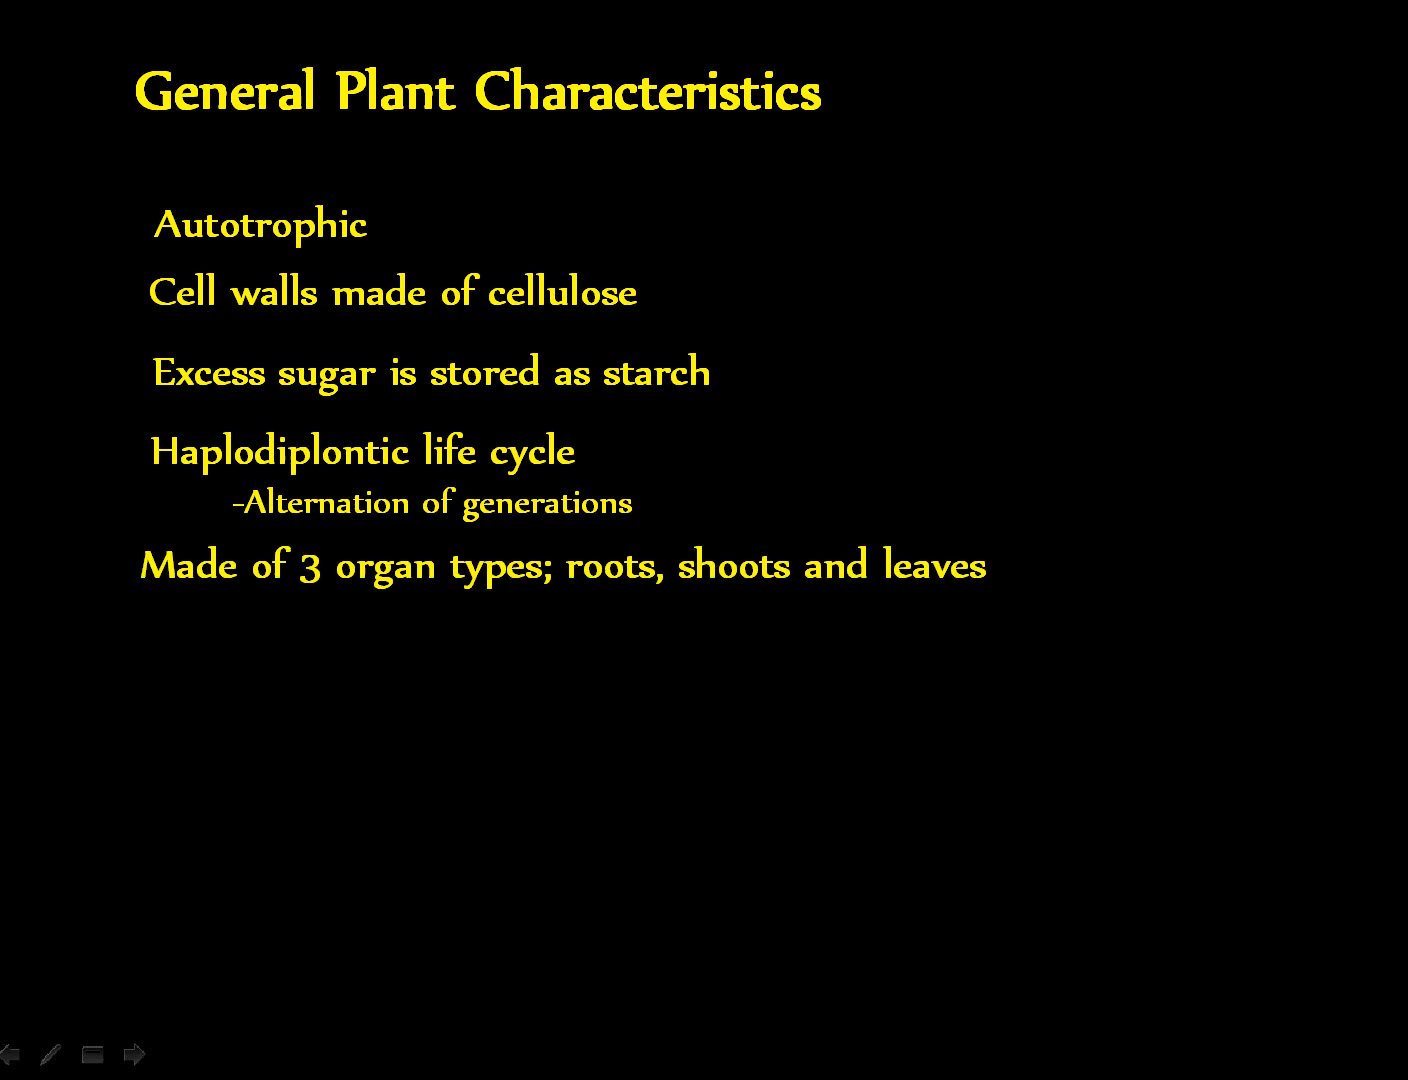 General Plant Characteristics
Autotrophic
Cell walls made of cellulose
Excess sugar is stored as starch
Haplodiplontic life cycle
-Alternation of generations
Made of 3 organ types; roots, shoots and leaves